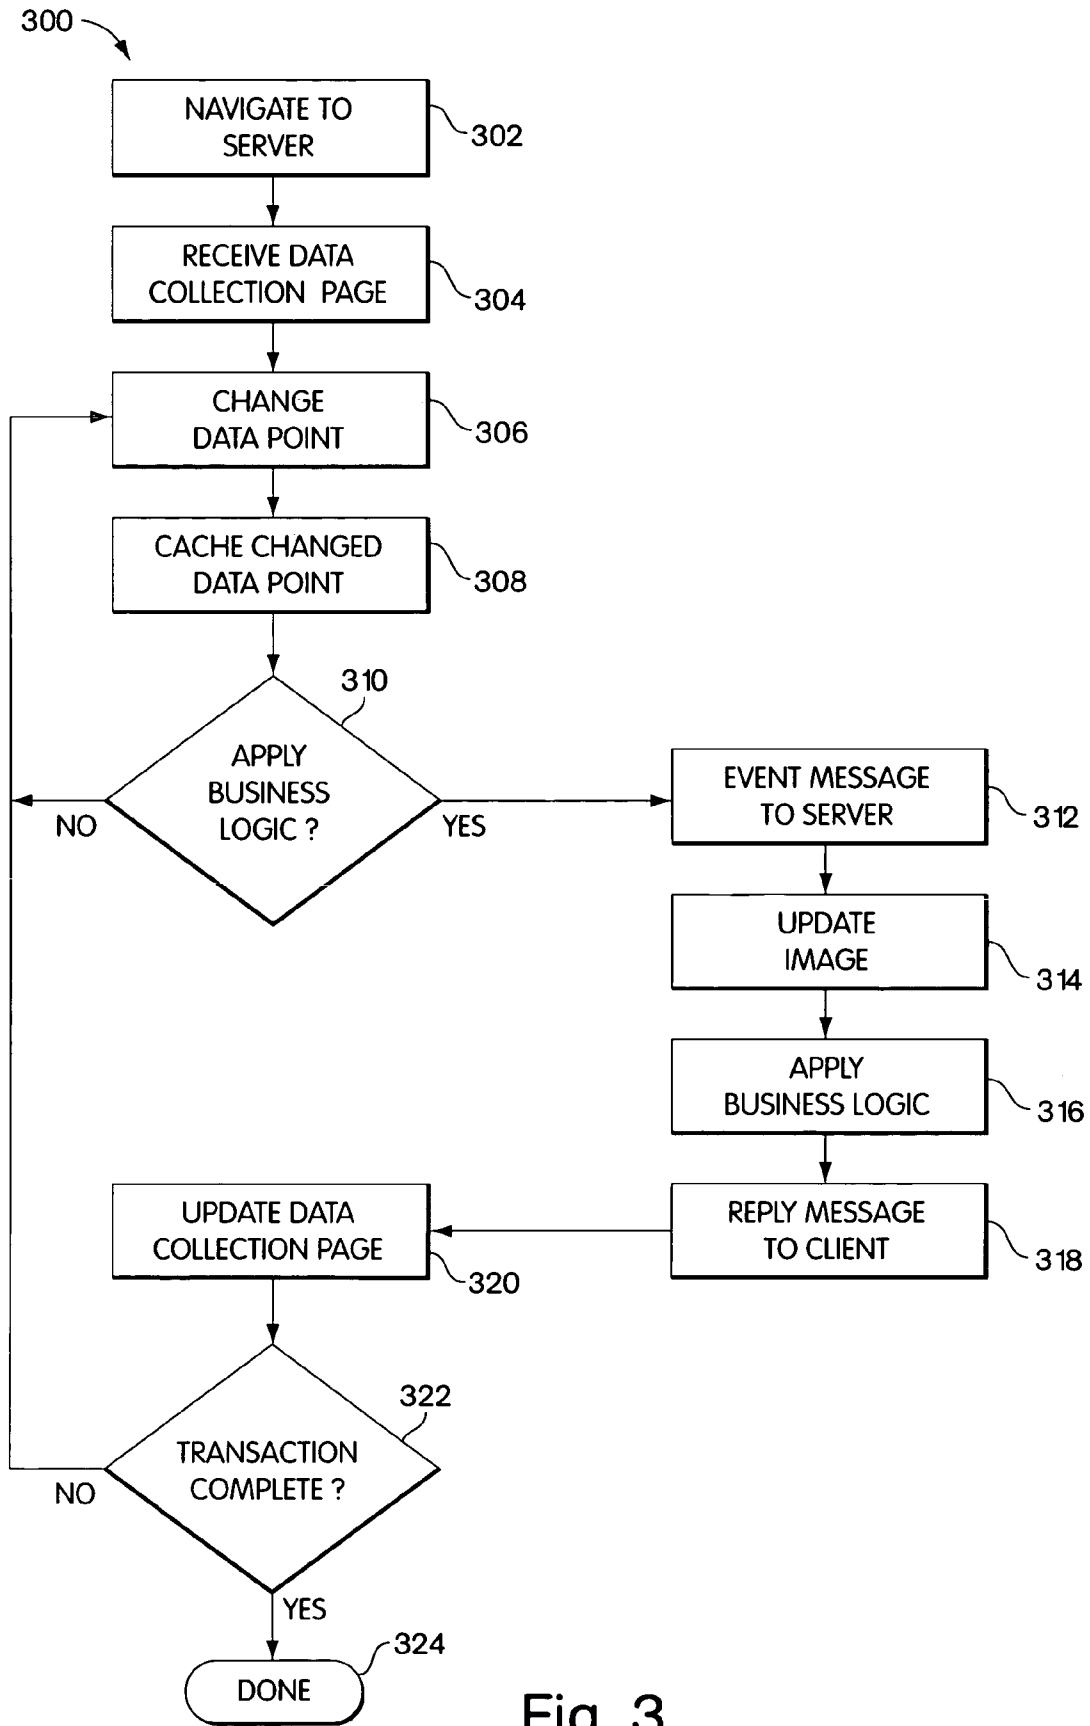 300
NAVIGATE TO
SERVER
302
RECEIVE DATA
COLLECTION PAGE
304
CHANGE
DATA POINT
306
CACHE CHANGED
DATA POINT
308
310
APPLY
BUSINESS
LOGIC ?
NO
YES
EVENT MESSAGE
TO SERVER
312
UPDATE
IMAGE
314
APPLY
BUSINESS LOGIC
316
REPLY MESSAGE
TO CLIENT
318
UPDATE DATA
COLLECTION PAGE
320
322
TRANSACTION
COMPLETE ?
NO
YES
324
DONE
Fig. 3